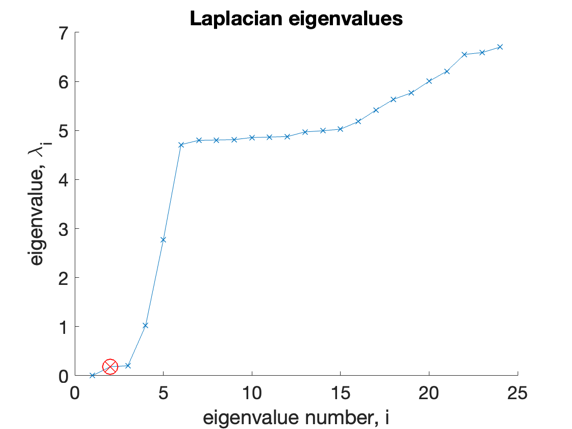 Laplacian eigenvalues
eigenvalue, λi
7
6
5
4
3
2
1
0
0 5 10 15 20 25
eigenvalue number, i